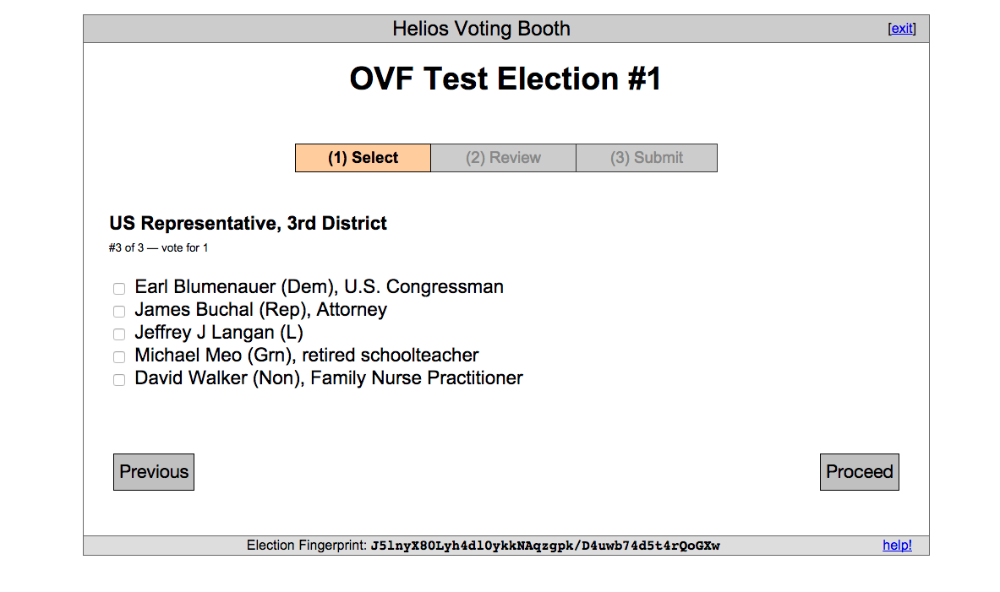 Helios Voting Booth
[exit]
OVF Test Election #1
(1) Select
(2) Review
(3) Submit
US Representative, 3rd District
#3 of 3 — vote for 1
Earl Blumenauer (Dem), U.S. Congressman
James Buchal (Rep), Attorney
Jeffrey J Langan (L)
Michael Meo (Grn), retired schoolteacher
David Walker (Non), Family Nurse Practitioner
Previous
Proceed
Election Fingerprint: J5lnyX80Lyh4dl0ykkNAqzgpk/D4uwb74d5t4rQoGXw
help!